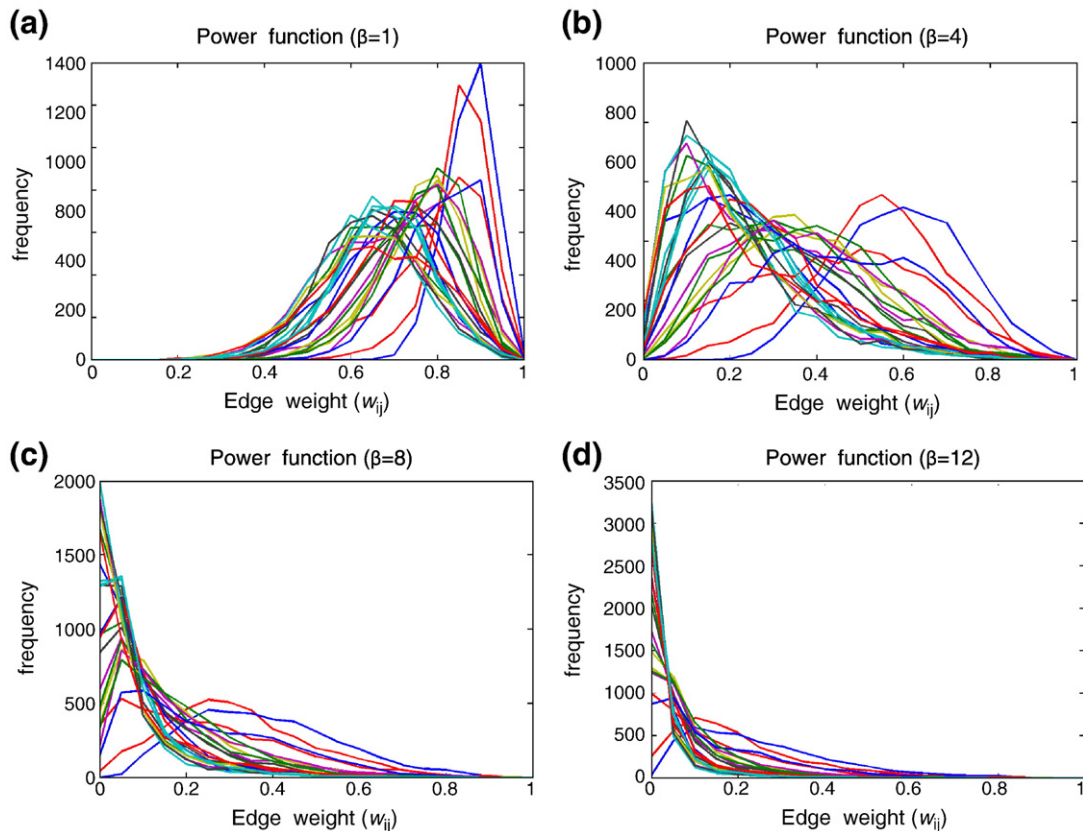 (a)
Power function (β=1)
1400
1200
1000
800
600
400
200
0
frequency
0 0.2 0.4 0.6 0.8 1
Edge weight (wij)
(b)
Power function (β=4)
1000
800
600
400
200
0
frequency
0 0.2 0.4 0.6 0.8 1
Edge weight (wij)
(c)
Power function (β=8)
2000
1500
1000
500
0
frequency
0 0.2 0.4 0.6 0.8 1
Edge weight (wij)
(d)
Power function (β=12)
3500
3000
2500
2000
1500
1000
500
0
frequency
0 0.2 0.4 0.6 0.8 1
Edge weight (wij)